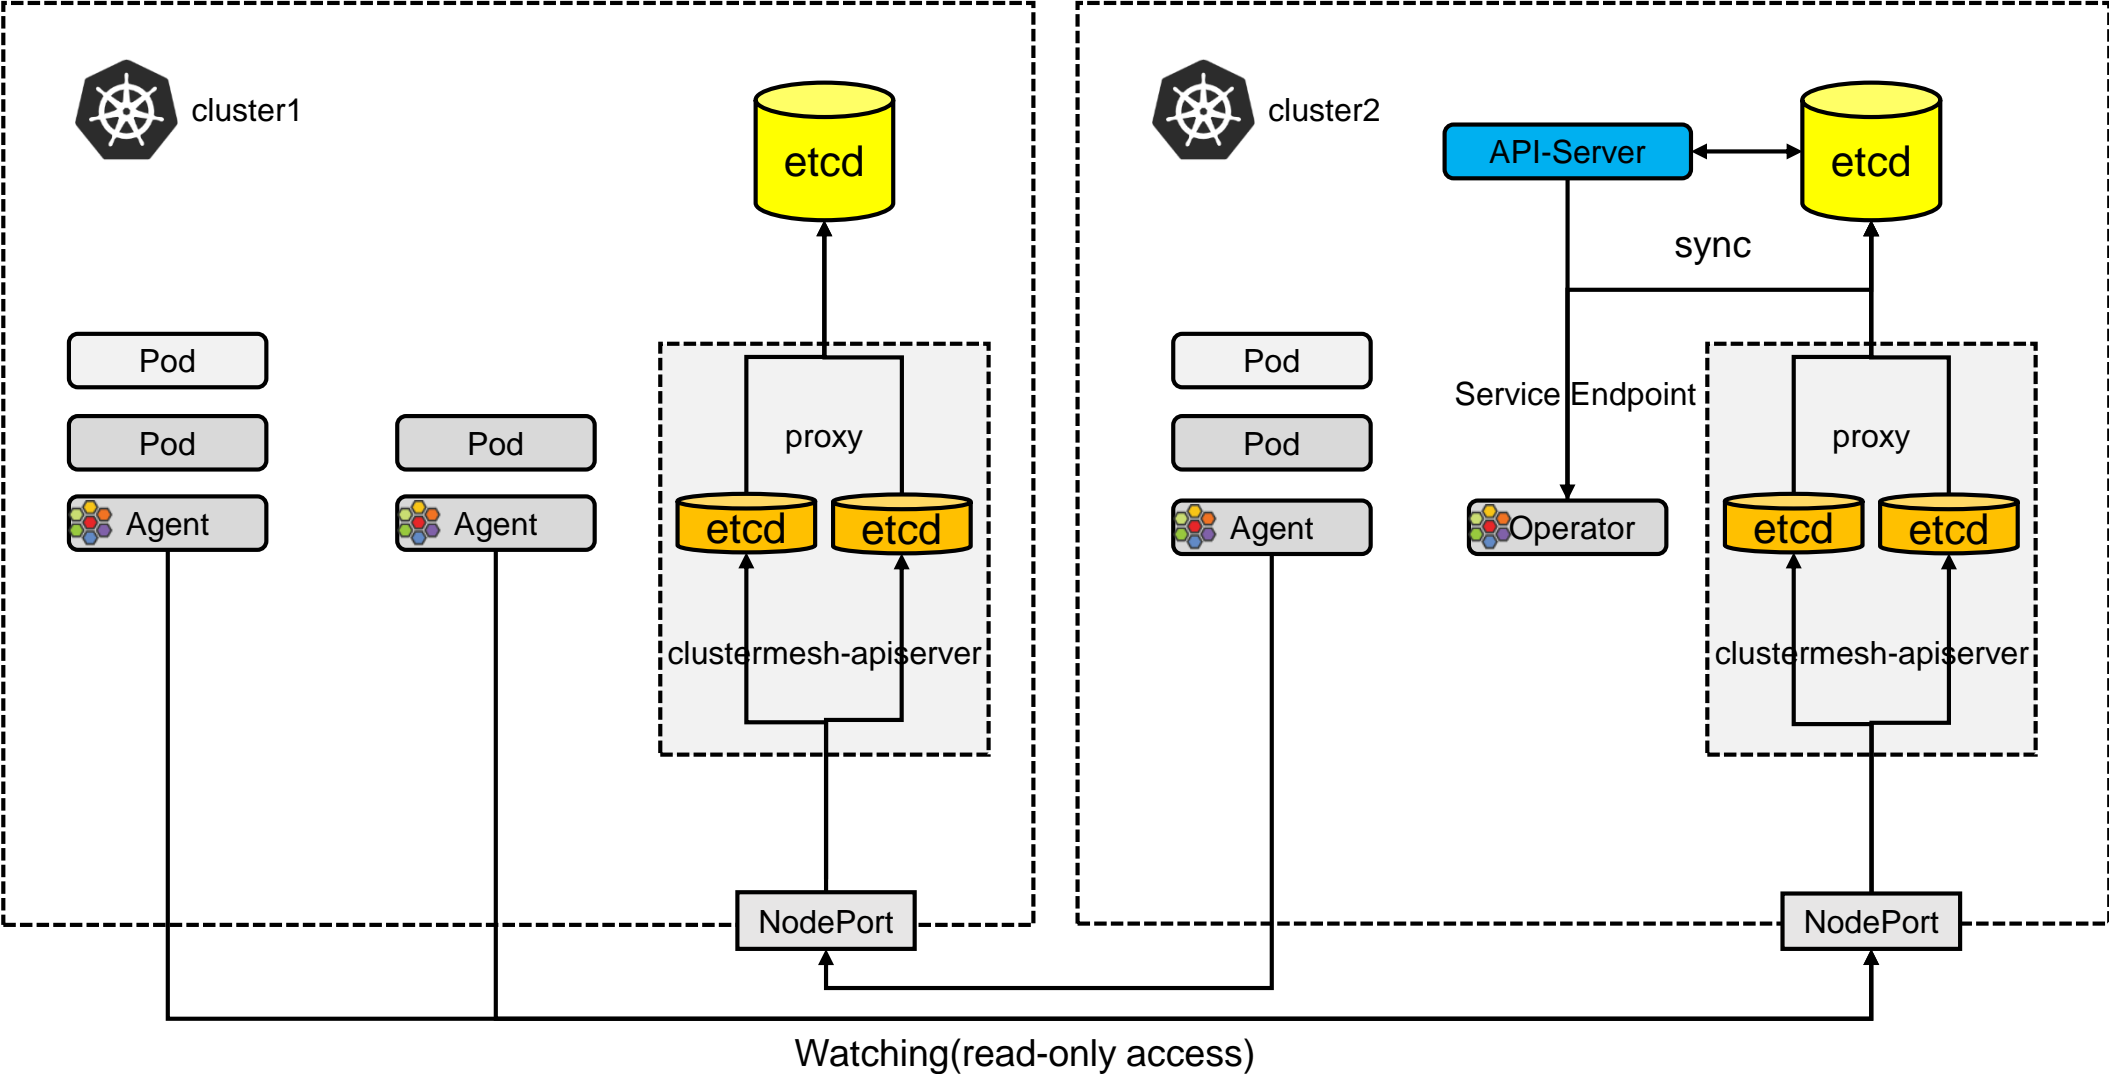 cluster1
etcd
Pod
Pod
Pod
Agent
Agent
proxy
etcd
etcd
clustermesh-apiserver
NodePort
cluster2
API-Server
etcd
sync
Pod
Pod
Agent
Service Endpoint
Operator
proxy
etcd
etcd
clustermesh-apiserver
NodePort
Watching(read-only access)